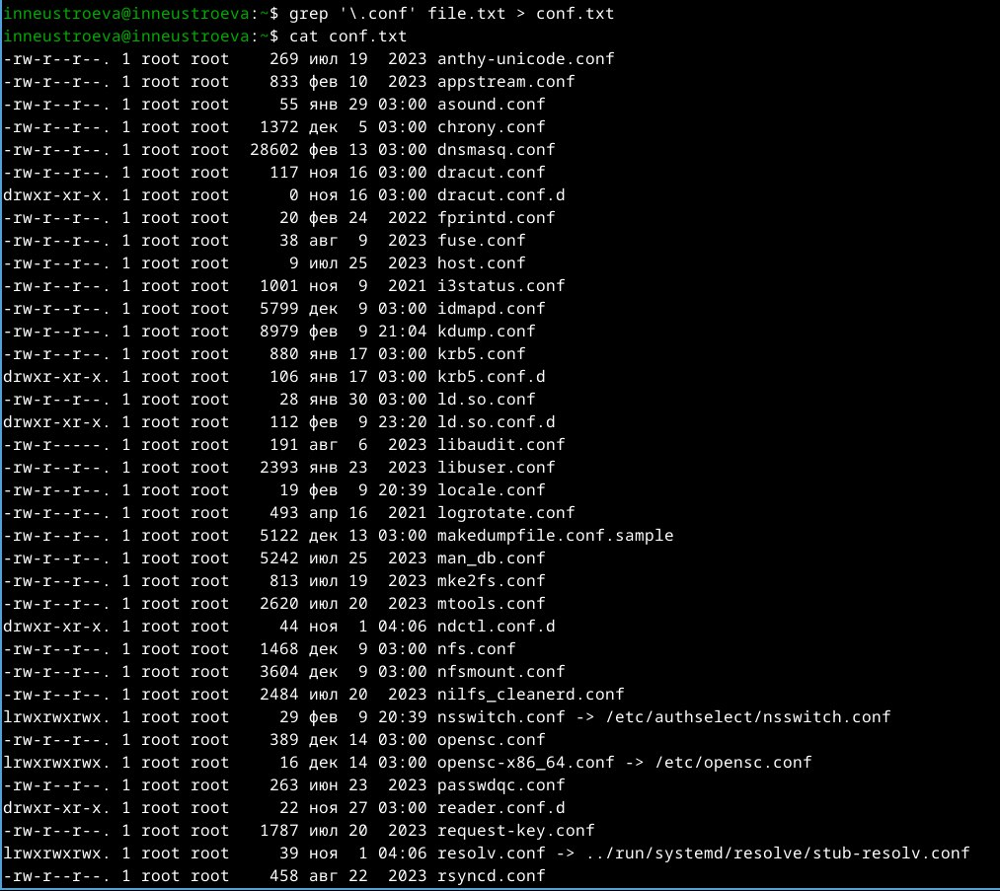 inneustroeva@inneustroeva:~$ grep '\.conf' file.txt > conf.txt
inneustroeva@inneustroeva:~$ cat conf.txt
-rw-r--r--. 1 root root    269 июл 19  2023 anthy-unicode.conf
-rw-r--r--. 1 root root    833 фев 10  2023 appstream.conf
-rw-r--r--. 1 root root     55 янв 29 03:00 asound.conf
-rw-r--r--. 1 root root   1372 дек  5 03:00 chrony.conf
-rw-r--r--. 1 root root  28602 фев 13 03:00 dnsmasq.conf
-rw-r--r--. 1 root root    117 ноя 16 03:00 dracut.conf
drwxr-xr-x. 1 root root      0 ноя 16 03:00 dracut.conf.d
-rw-r--r--. 1 root root     20 фев 24  2022 fprintd.conf
-rw-r--r--. 1 root root     38 авг  9  2023 fuse.conf
-rw-r--r--. 1 root root      9 июл 25  2023 host.conf
-rw-r--r--. 1 root root   1001 ноя  9  2021 i3status.conf
-rw-r--r--. 1 root root   5799 дек  9 03:00 idmapd.conf
-rw-r--r--. 1 root root   8979 фев  9 21:04 kdump.conf
-rw-r--r--. 1 root root    880 янв 17 03:00 krb5.conf
drwxr-xr-x. 1 root root    106 янв 17 03:00 krb5.conf.d
-rw-r--r--. 1 root root     28 янв 30 03:00 ld.so.conf
drwxr-xr-x. 1 root root    112 фев  9 23:20 ld.so.conf.d
-rw-r-----. 1 root root    191 авг  6  2023 libaudit.conf
-rw-r--r--. 1 root root   2393 янв 23  2023 libuser.conf
-rw-r--r--. 1 root root     19 фев  9 20:39 locale.conf
-rw-r--r--. 1 root root    493 апр 16  2021 logrotate.conf
-rw-r--r--. 1 root root   5122 дек 13 03:00 makedumpfile.conf.sample
-rw-r--r--. 1 root root   5242 июл 25  2023 man_db.conf
-rw-r--r--. 1 root root    813 июл 19  2023 mke2fs.conf
-rw-r--r--. 1 root root   2620 июл 20  2023 mtools.conf
drwxr-xr-x. 1 root root     44 ноя  1 04:06 ndctl.conf.d
-rw-r--r--. 1 root root   1468 дек  9 03:00 nfs.conf
-rw-r--r--. 1 root root   3604 дек  9 03:00 nfsmount.conf
-rw-r--r--. 1 root root   2484 июл 20  2023 nilfs_cleanerd.conf
lrwxrwxrwx. 1 root root     29 фев  9 20:39 nsswitch.conf -> /etc/authselect/nsswitch.conf
-rw-r--r--. 1 root root    389 дек 14 03:00 opensc.conf
lrwxrwxrwx. 1 root root     16 дек 14 03:00 opensc-x86_64.conf -> /etc/opensc.conf
-rw-r--r--. 1 root root    263 июн 23  2023 passwdqc.conf
drwxr-xr-x. 1 root root     22 ноя 27 03:00 reader.conf.d
-rw-r--r--. 1 root root   1787 июл 20  2023 request-key.conf
lrwxrwxrwx. 1 root root     39 ноя  1 04:06 resolv.conf -> ../run/systemd/resolve/stub-resolv.conf
-rw-r--r--. 1 root root    458 авг 22  2023 rsyncd.conf